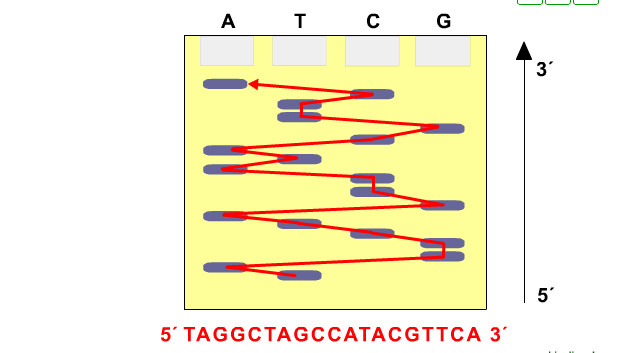 A T C G
3´
5´
5´ TAGGCTAGCCATACGTTCA 3´